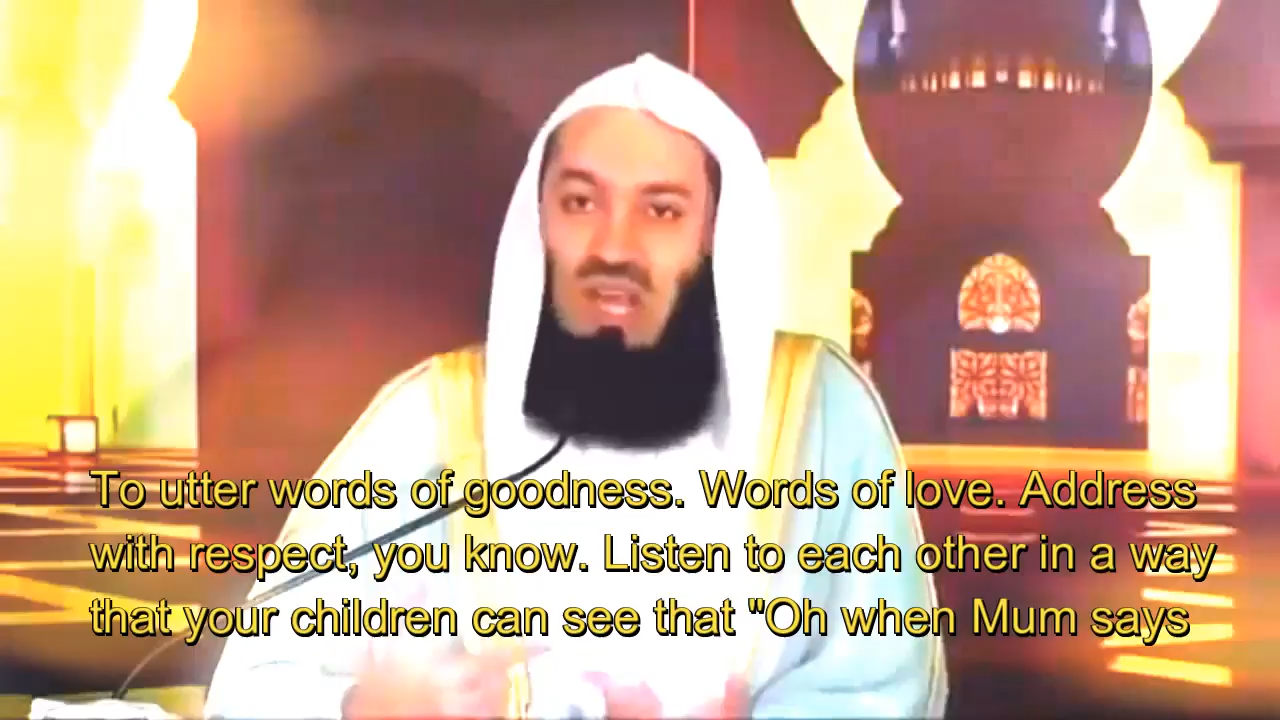 To utter words of goodness. Words of love. Address
with respect, you know. Listen to each other in a way
that your children can see that "Oh when Mum says